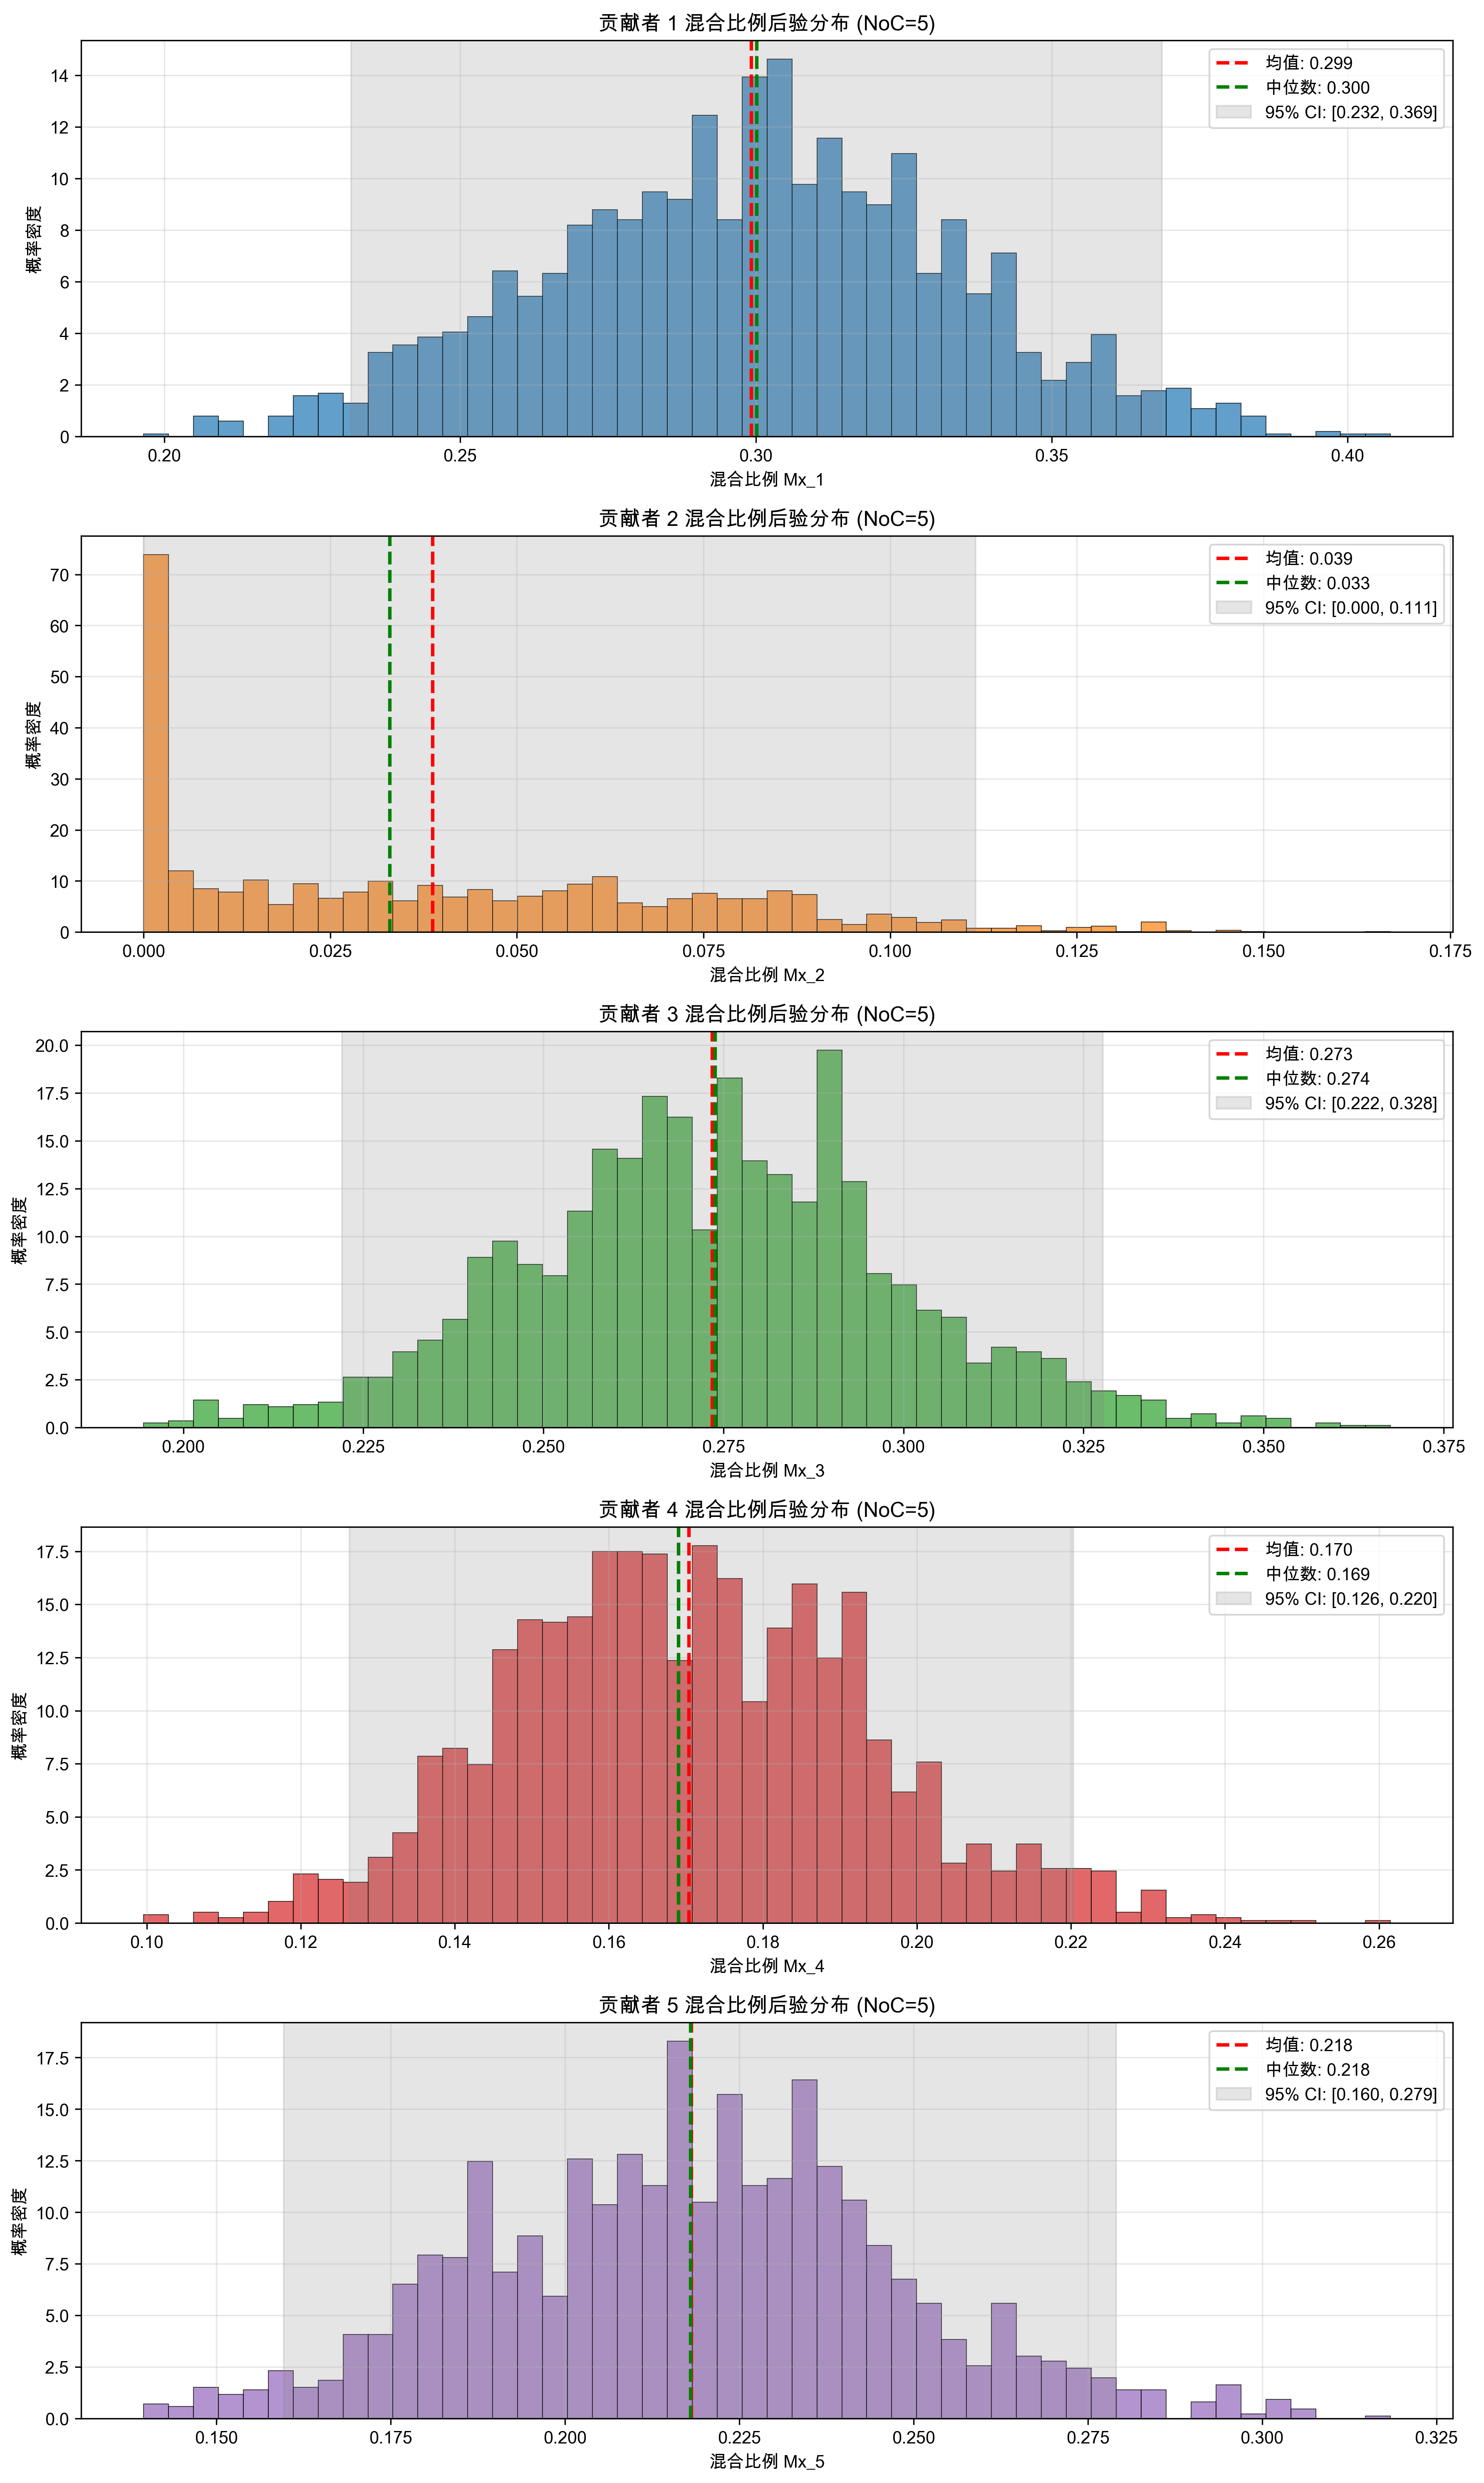 贡献者 1 混合比例后验分布 (NoC=5)
均值: 0.299
中位数: 0.300
95% CI: [0.232, 0.369]
概率密度
14
12
10
8
6
4
2
0
0.20 0.25 0.30 0.35 0.40
混合比例 Mx_1
贡献者 2 混合比例后验分布 (NoC=5)
均值: 0.039
中位数: 0.033
95% CI: [0.000, 0.111]
概率密度
70
60
50
40
30
20
10
0
0.000 0.025 0.050 0.075 0.100 0.125 0.150 0.175
混合比例 Mx_2
贡献者 3 混合比例后验分布 (NoC=5)
均值: 0.273
中位数: 0.274
95% CI: [0.222, 0.328]
概率密度
20.0
17.5
15.0
12.5
10.0
7.5
5.0
2.5
0.0
0.200 0.225 0.250 0.275 0.300 0.325 0.350 0.375
混合比例 Mx_3
贡献者 4 混合比例后验分布 (NoC=5)
均值: 0.170
中位数: 0.169
95% CI: [0.126, 0.220]
概率密度
17.5
15.0
12.5
10.0
7.5
5.0
2.5
0.0
0.10 0.12 0.14 0.16 0.18 0.20 0.22 0.24 0.26
混合比例 Mx_4
贡献者 5 混合比例后验分布 (NoC=5)
均值: 0.218
中位数: 0.218
95% CI: [0.160, 0.279]
概率密度
17.5
15.0
12.5
10.0
7.5
5.0
2.5
0.0
0.150 0.175 0.200 0.225 0.250 0.275 0.300 0.325
混合比例 Mx_5